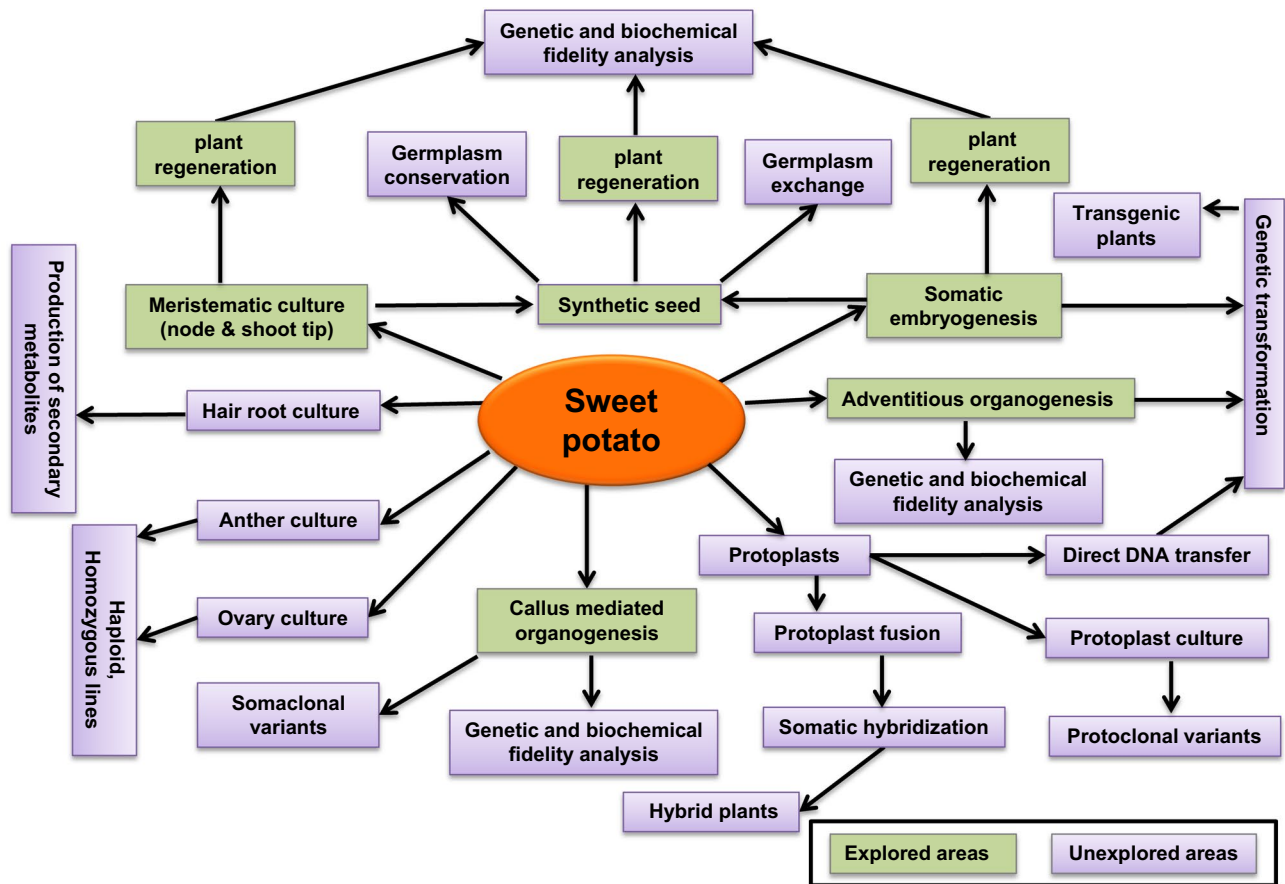 Genetic and biochemical
fidelity analysis
plant
regeneration
Germplasm
conservation
plant
regeneration
Germplasm
exchange
plant
regeneration
Transgenic
plants
Genetic transformation
Production of secondary
metabolites
Meristematic culture
(node & shoot tip)
Synthetic seed
Somatic
embryogenesis
Sweet
potato
Hair root culture
Adventitious organogenesis
Genetic and biochemical
fidelity analysis
Anther culture
Haploid,
Homozygous lines
Ovary culture
Protoplasts
Direct DNA transfer
Callus mediated
organogenesis
Protoplast fusion
Protoplast culture
Somaclonal
variants
Genetic and biochemical
fidelity analysis
Somatic hybridization
Protoclonal variants
Hybrid plants
Explored areas
Unexplored areas